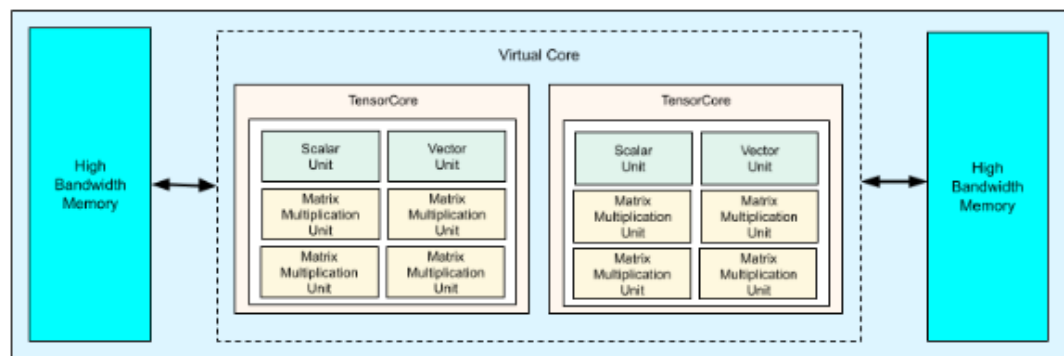 Virtual Core
High
Bandwidth
Memory
TensorCore
Scalar
Unit
Vector
Unit
Matrix
Multiplication
Unit
Matrix
Multiplication
Unit
Matrix
Multiplication
Unit
Matrix
Multiplication
Unit
TensorCore
Scalar
Unit
Vector
Unit
Matrix
Multiplication
Unit
Matrix
Multiplication
Unit
Matrix
Multiplication
Unit
Matrix
Multiplication
Unit
High
Bandwidth
Memory